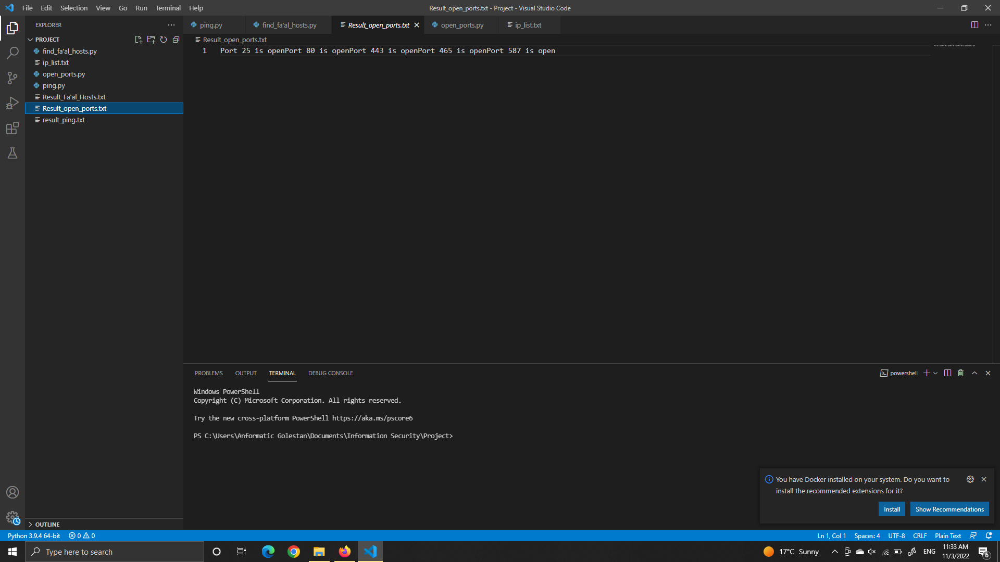 File Edit Selection View Go Run Terminal Help
Result_open_ports.txt - Project - Visual Studio Code
EXPLORER
PROJECT
find_fa'al_hosts.py
ip_list.txt
open_ports.py
ping.py
Result_Fa'al_Hosts.txt
Result_open_ports.txt
result_ping.txt
OUTLINE
ping.py find_fa'al_hosts.py Result_open_ports.txt open_ports.py ip_list.txt
Result_open_ports.txt
1 Port 25 is openPort 80 is openPort 443 is openPort 465 is openPort 587 is open
PROBLEMS OUTPUT TERMINAL DEBUG CONSOLE
powershell
Windows PowerShell
Copyright (C) Microsoft Corporation. All rights reserved.
Try the new cross-platform PowerShell https://aka.ms/pscore6
PS C:\Users\Anformatic Golestan\Documents\Information Security\Project>
You have Docker installed on your system. Do you want to
install the recommended extensions for it?
Install Show Recommendations
Python 3.9.4 64-bit 0 0
Ln 1, Col 1 Spaces: 4 UTF-8 CRLF Plain Text
Type here to search
17°C Sunny
ENG
11:33 AM
11/3/2022
6